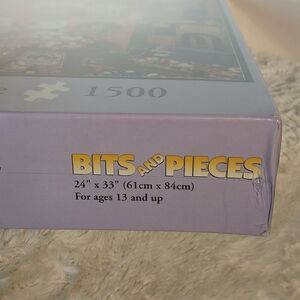 1500
BITS AND PIECES
24" x 33" (61cm x 84cm)
For ages 13 and up